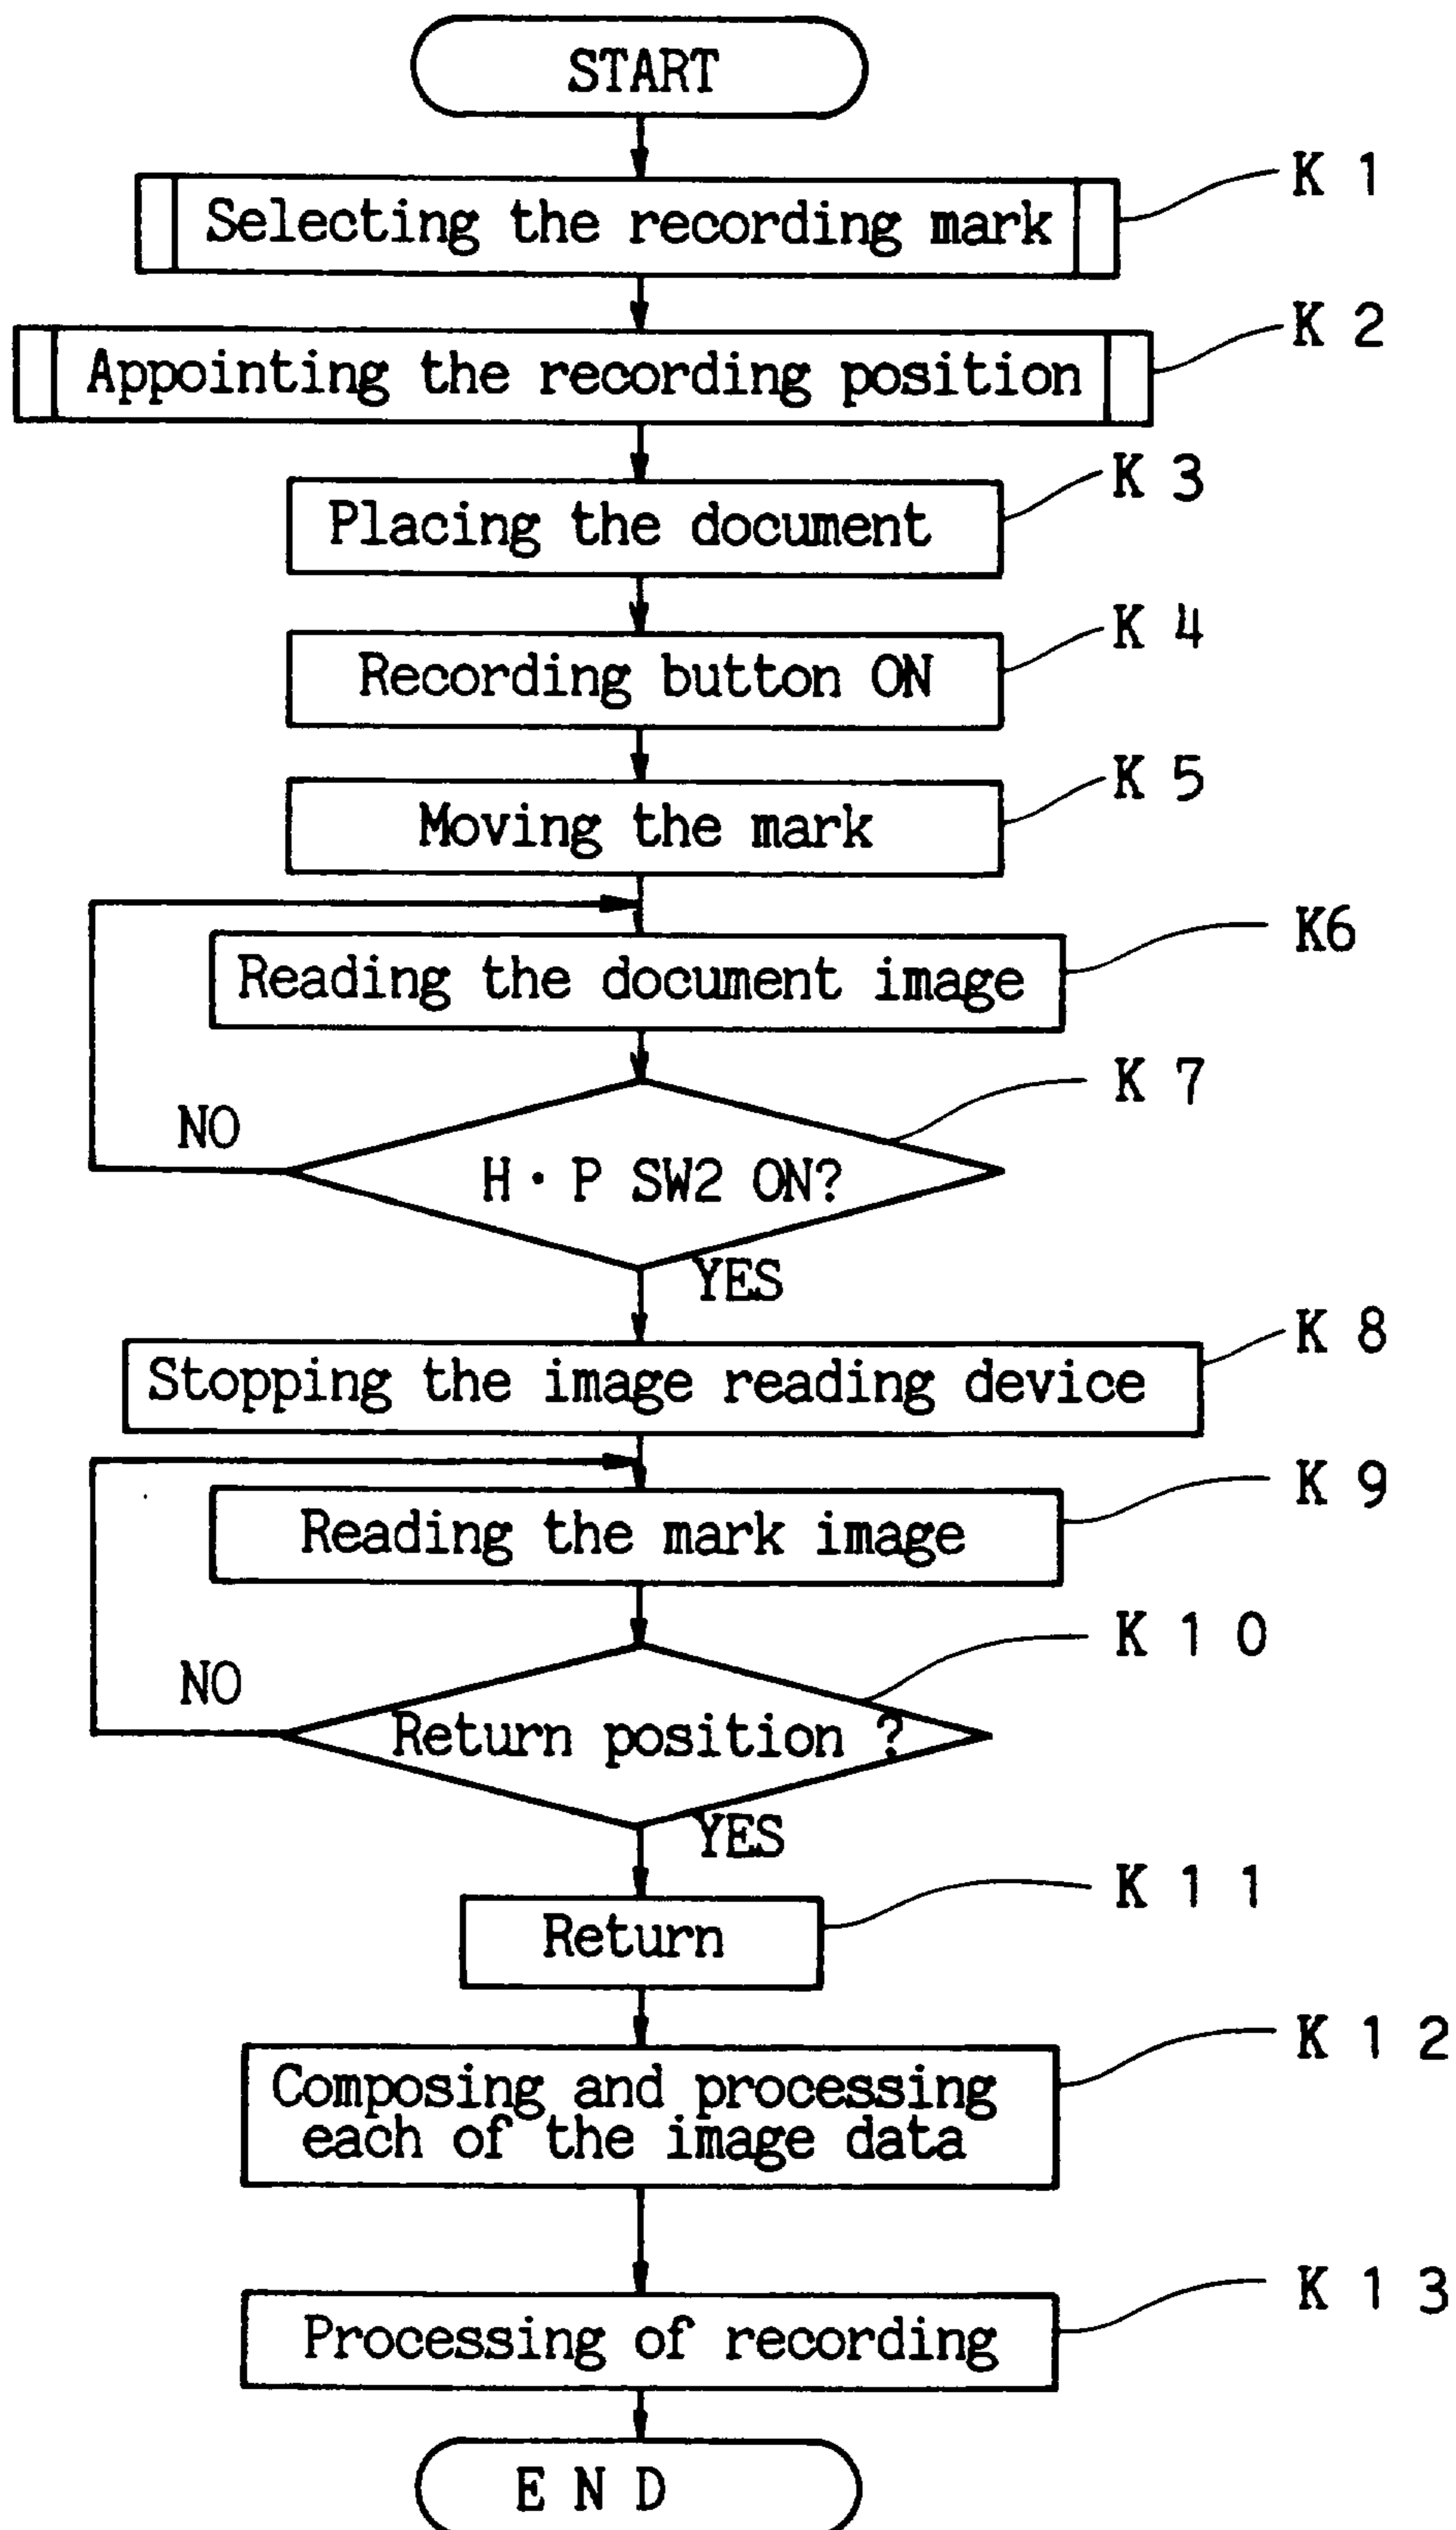 START
Selecting the recording mark
K 1
Appointing the recording position
K 2
Placing the document
K 3
Recording button ON
K 4
Moving the mark
K 5
Reading the document image
K6
H・P SW2 ON?
K 7
NO
YES
Stopping the image reading device
K 8
Reading the mark image
K 9
Return position ?
K 1 0
NO
YES
Return
K 1 1
Composing and processing
each of the image data
K 1 2
Processing of recording
K 1 3
E N D